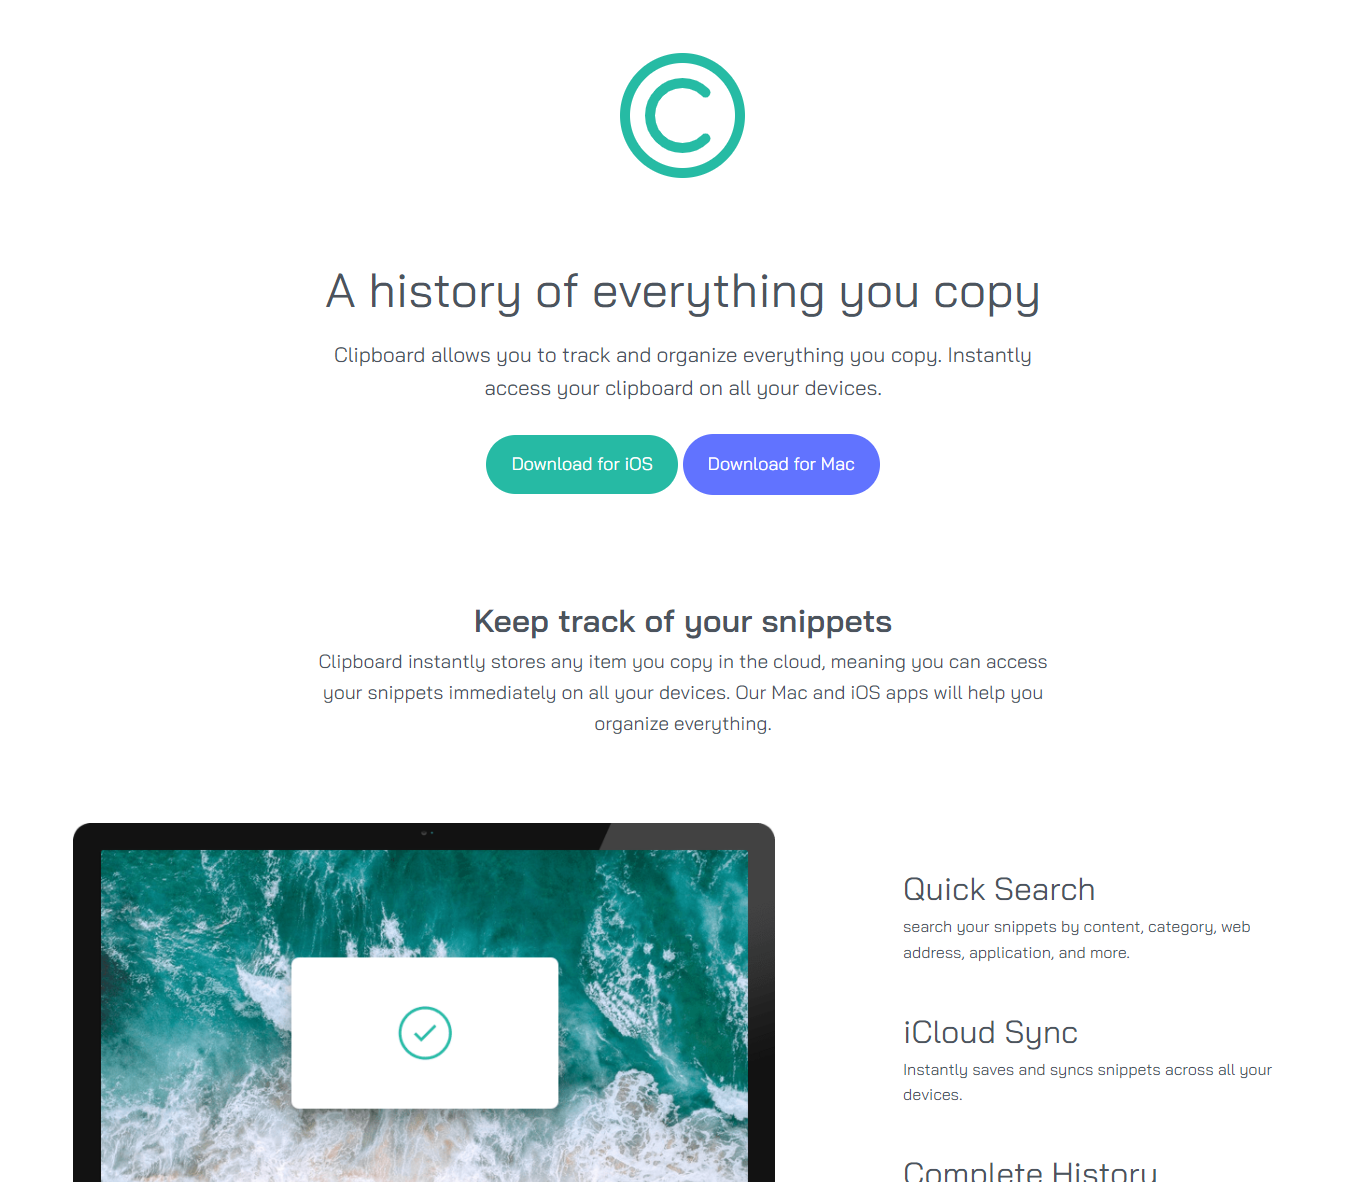 A history of everything you copy
Clipboard allows you to track and organize everything you copy. Instantly
access your clipboard on all your devices.
Download for iOS
Download for Mac
Keep track of your snippets
Clipboard instantly stores any item you copy in the cloud, meaning you can access
your snippets immediately on all your devices. Our Mac and iOS apps will help you
organize everything.
Quick Search
search your snippets by content, category, web
address, application, and more.
iCloud Sync
Instantly saves and syncs snippets across all your
devices.
Complete History